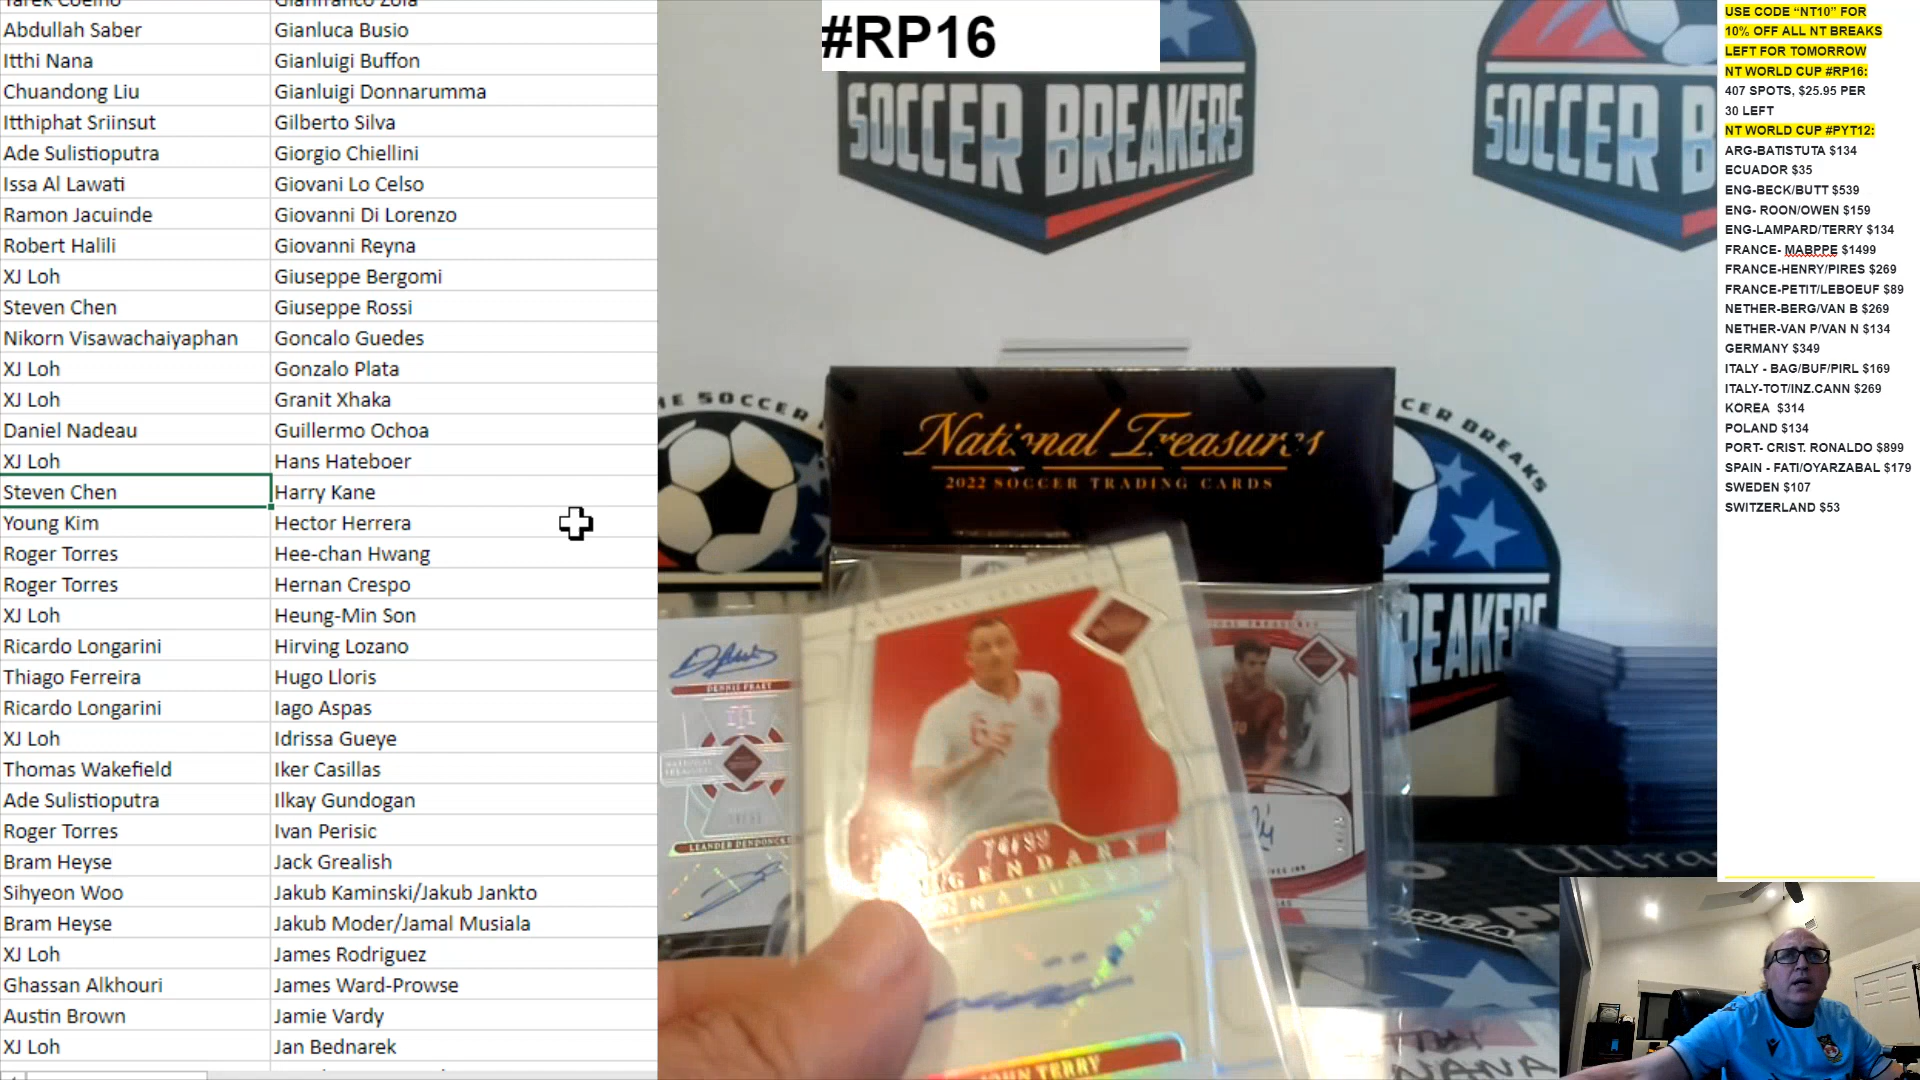 Tarek Coelho Gianfranco Zola
Abdullah Saber Gianluca Busio
Itthi Nana Gianluigi Buffon
Chuandong Liu Gianluigi Donnarumma
Itthiphat Sriinsut Gilberto Silva
Ade Sulistioputra Giorgio Chiellini
Issa Al Lawati Giovani Lo Celso
Ramon Jacuinde Giovanni Di Lorenzo
Robert Halili Giovanni Reyna
XJ Loh Giuseppe Bergomi
Steven Chen Giuseppe Rossi
Nikorn Visawachaiyaphan Goncalo Guedes
XJ Loh Gonzalo Plata
XJ Loh Granit Xhaka
Daniel Nadeau Guillermo Ochoa
XJ Loh Hans Hateboer
Steven Chen Harry Kane
Young Kim Hector Herrera
Roger Torres Hee-chan Hwang
Roger Torres Hernan Crespo
XJ Loh Heung-Min Son
Ricardo Longarini Hirving Lozano
Thiago Ferreira Hugo Lloris
Ricardo Longarini Iago Aspas
XJ Loh Idrissa Gueye
Thomas Wakefield Iker Casillas
Ade Sulistioputra Ilkay Gundogan
Roger Torres Ivan Perisic
Bram Heyse Jack Grealish
Sihyeon Woo Jakub Kaminski/Jakub Jankto
Bram Heyse Jakub Moder/Jamal Musiala
XJ Loh James Rodriguez
Ghassan Alkhouri James Ward-Prowse
Austin Brown Jamie Vardy
XJ Loh Jan Bednarek
#RP16
SOCCER BREAKERS
SOCCER B
National Treasures
2022 SOCCER TRADING CARDS
DENNIS PRAET
74/99
JOHN TERRY
USE CODE “NT10” FOR
10% OFF ALL NT BREAKS
LEFT FOR TOMORROW
NT WORLD CUP #RP16:
407 SPOTS, $25.95 PER
30 LEFT
NT WORLD CUP #PYT12:
ARG-BATISTUTA $134
ECUADOR $35
ENG-BECK/BUTT $539
ENG- ROON/OWEN $159
ENG-LAMPARD/TERRY $134
FRANCE- MABPPE $1499
FRANCE-HENRY/PIRES $269
FRANCE-PETIT/LEBOEUF $89
NETHER-BERG/VAN B $269
NETHER-VAN P/VAN N $134
GERMANY $349
ITALY - BAG/BUF/PIRL $169
ITALY-TOT/INZ.CANN $269
KOREA $314
POLAND $134
PORT- CRIST. RONALDO $899
SPAIN - FATI/OYARZABAL $179
SWEDEN $107
SWITZERLAND $53